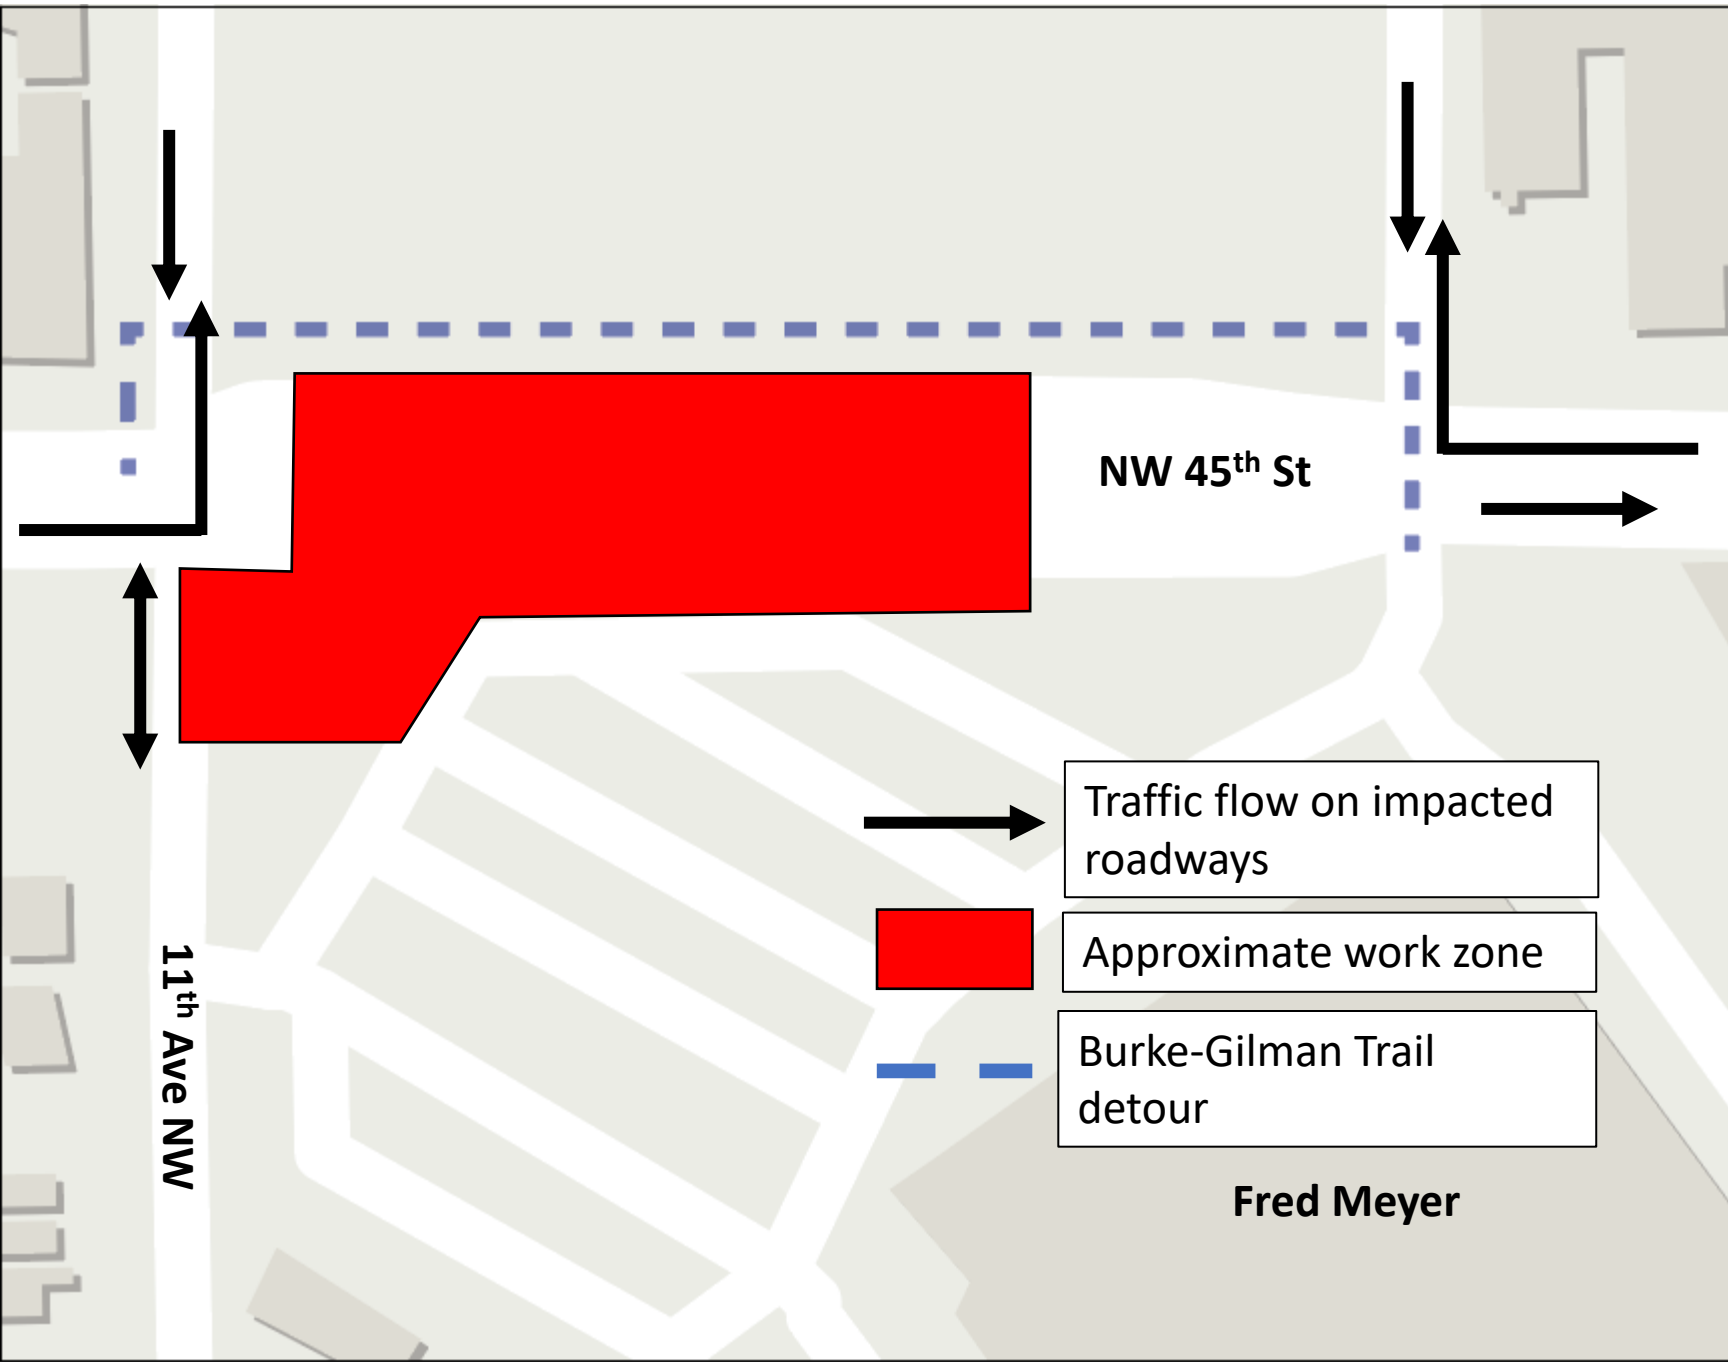 NW 45th St
Traffic flow on impacted
roadways
Approximate work zone
11th Ave NW
Burke-Gilman Trail
detour
Fred Meyer